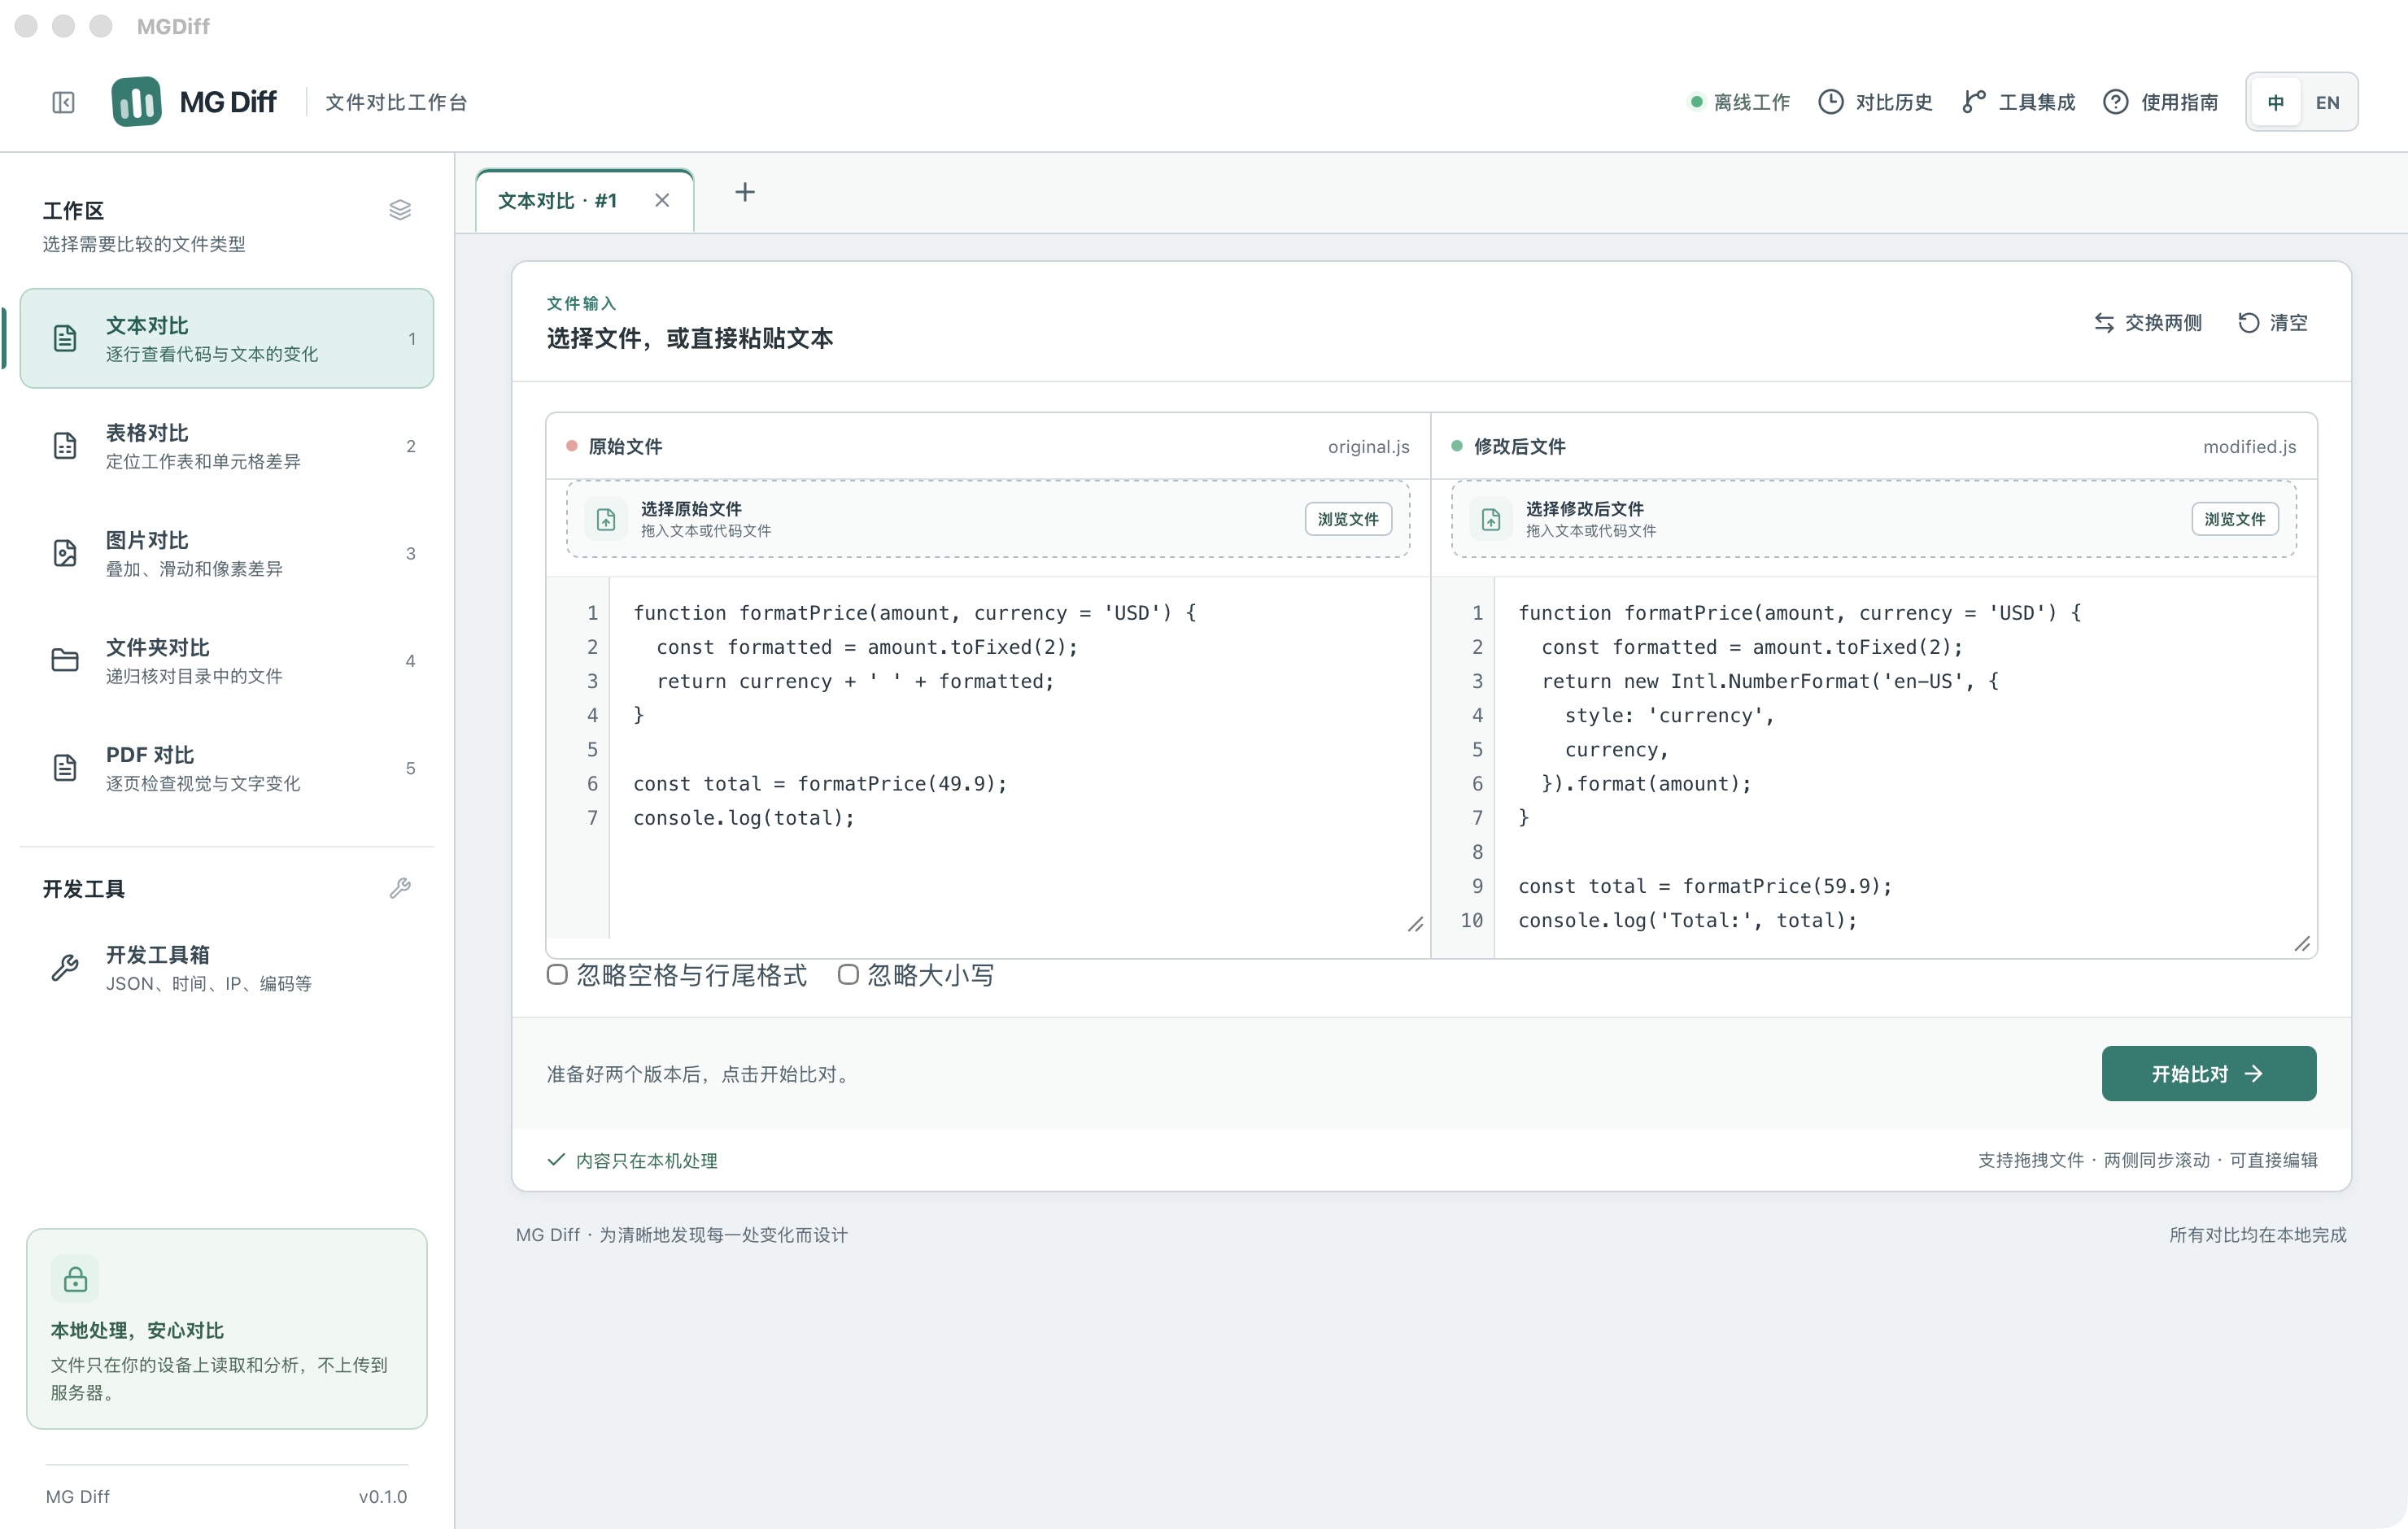 MGDiff
MG Diff
文件对比工作台
离线工作
对比历史
工具集成
使用指南
中
EN
工作区
选择需要比较的文件类型
文本对比
逐行查看代码与文本的变化
1
表格对比
定位工作表和单元格差异
2
图片对比
叠加、滑动和像素差异
3
文件夹对比
递归核对目录中的文件
4
PDF 对比
逐页检查视觉与文字变化
5
开发工具
开发工具箱
JSON、时间、IP、编码等
本地处理，安心对比
文件只在你的设备上读取和分析，不上传到
服务器。
MG Diff
v0.1.0
文本对比 · #1
文件输入
选择文件，或直接粘贴文本
交换两侧
清空
原始文件
original.js
选择原始文件
拖入文本或代码文件
浏览文件
1 function formatPrice(amount, currency = 'USD') {
2   const formatted = amount.toFixed(2);
3   return currency + ' ' + formatted;
4 }
5
6 const total = formatPrice(49.9);
7 console.log(total);
修改后文件
modified.js
选择修改后文件
拖入文本或代码文件
浏览文件
1 function formatPrice(amount, currency = 'USD') {
2   const formatted = amount.toFixed(2);
3   return new Intl.NumberFormat('en-US', {
4     style: 'currency',
5     currency,
6   }).format(amount);
7 }
8
9 const total = formatPrice(59.9);
10 console.log('Total:', total);
忽略空格与行尾格式
忽略大小写
准备好两个版本后，点击开始比对。
开始比对
内容只在本机处理
支持拖拽文件 · 两侧同步滚动 · 可直接编辑
MG Diff · 为清晰地发现每一处变化而设计
所有对比均在本地完成